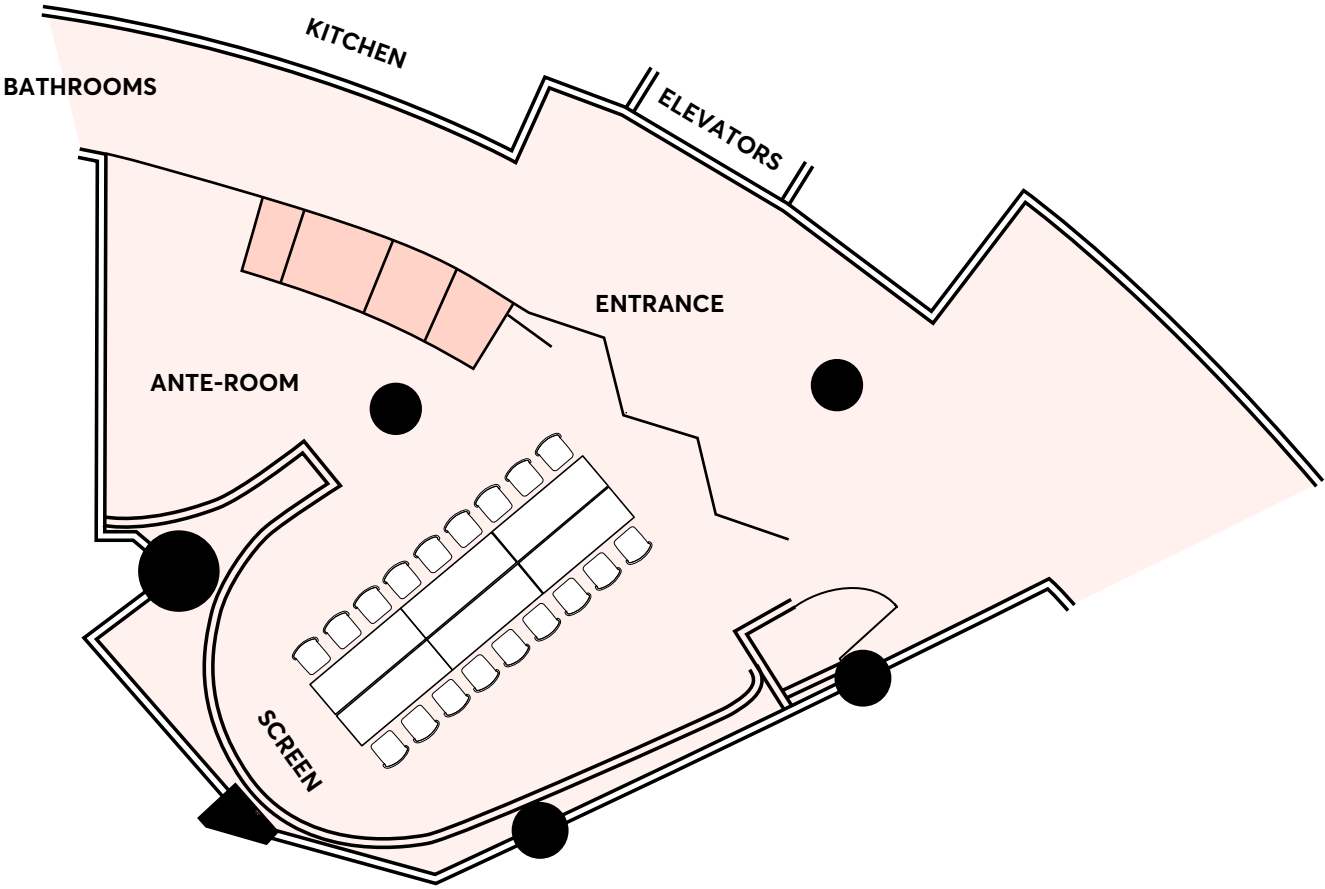 KITCHEN
BATHROOMS
ELEVATORS
ENTRANCE
ANTE-ROOM
SCREEN